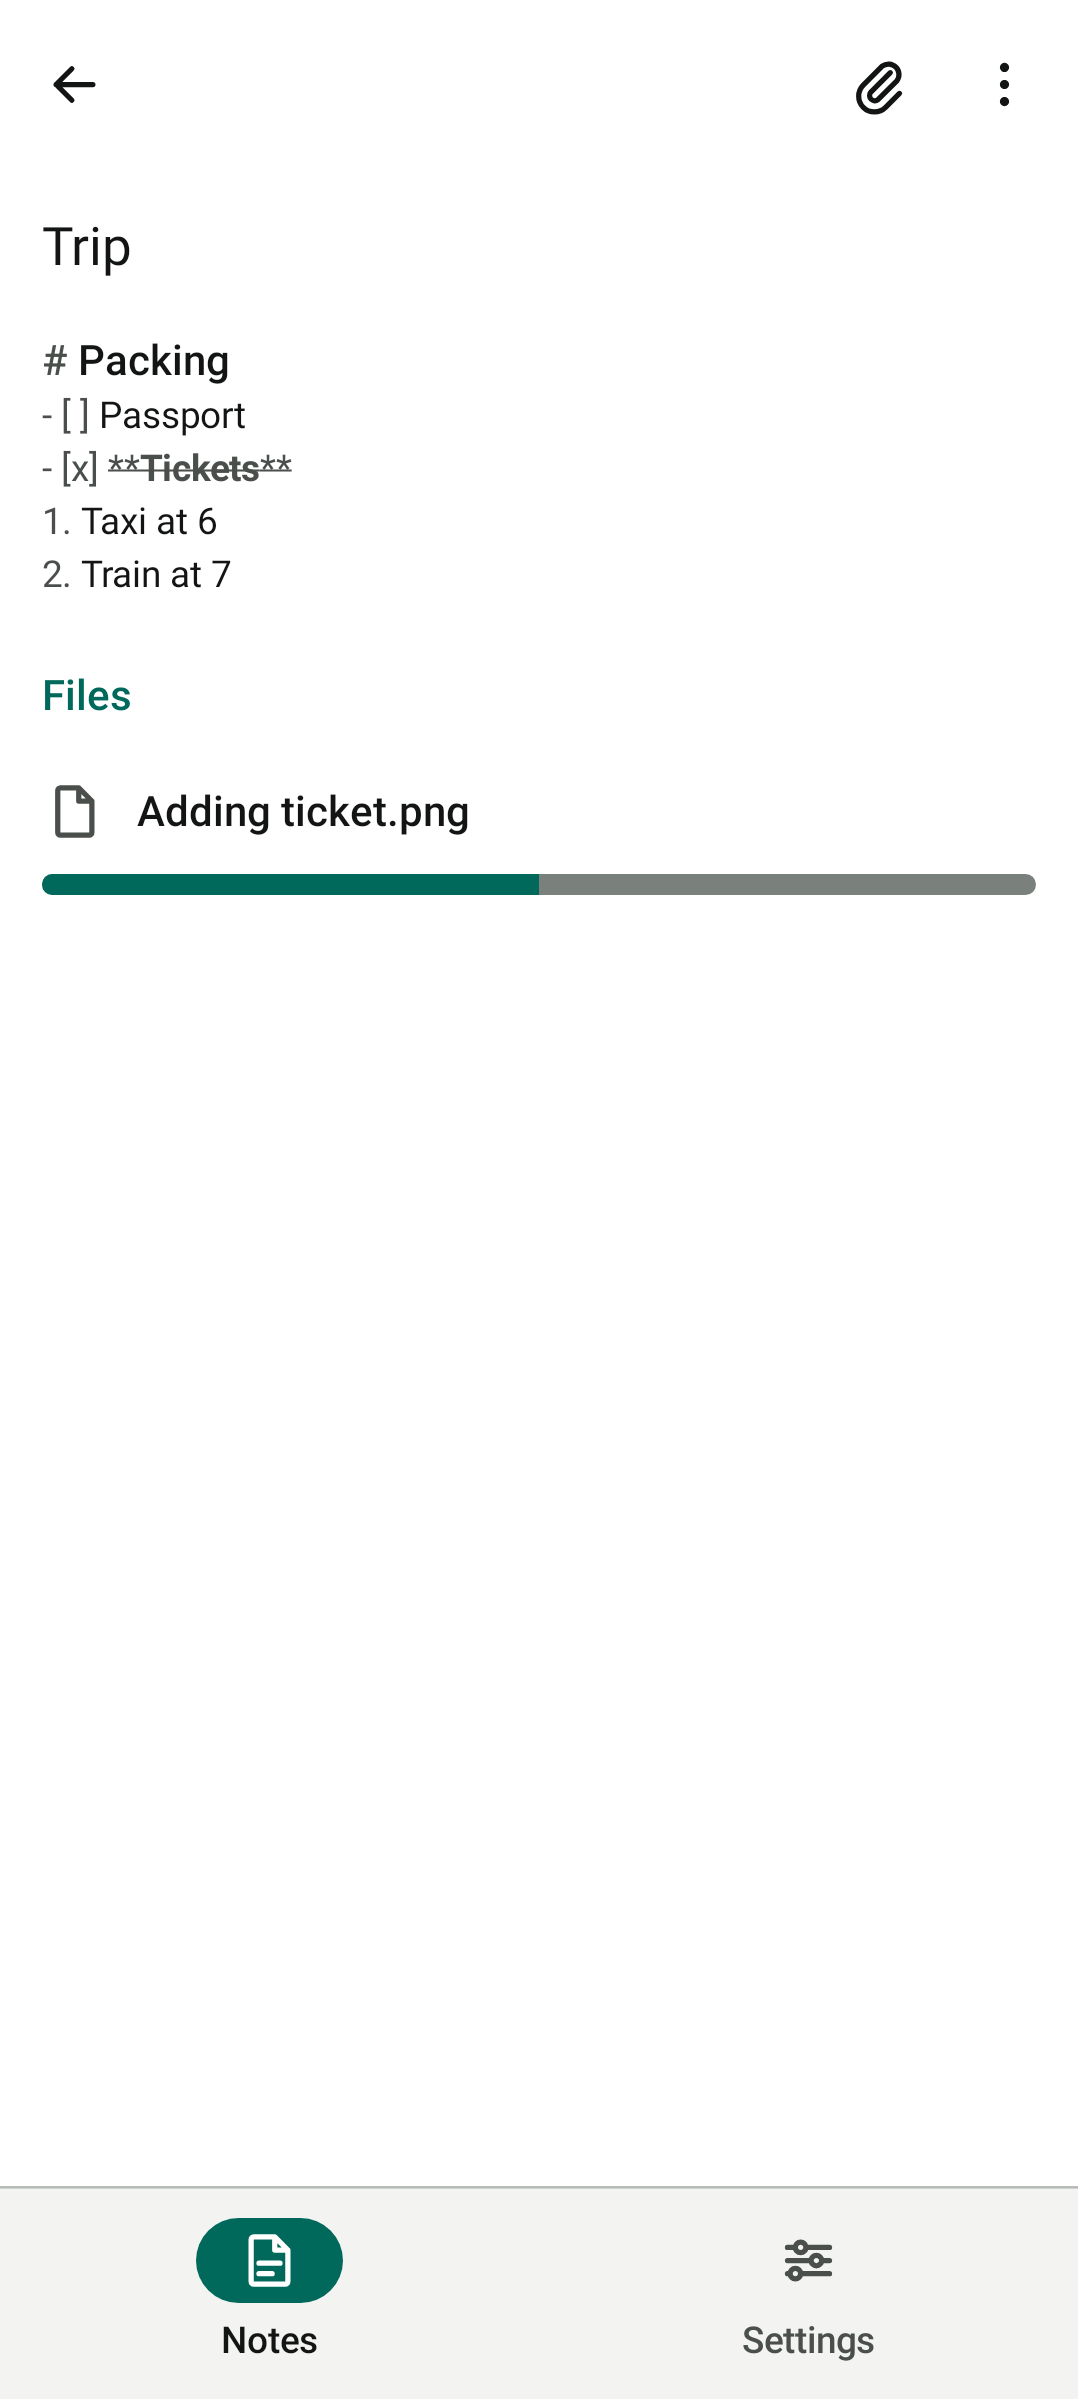 Trip
# Packing
- [ ] Passport
- [x] **Tickets**
1. Taxi at 6
2. Train at 7
Files
Adding ticket.png
Notes
Settings